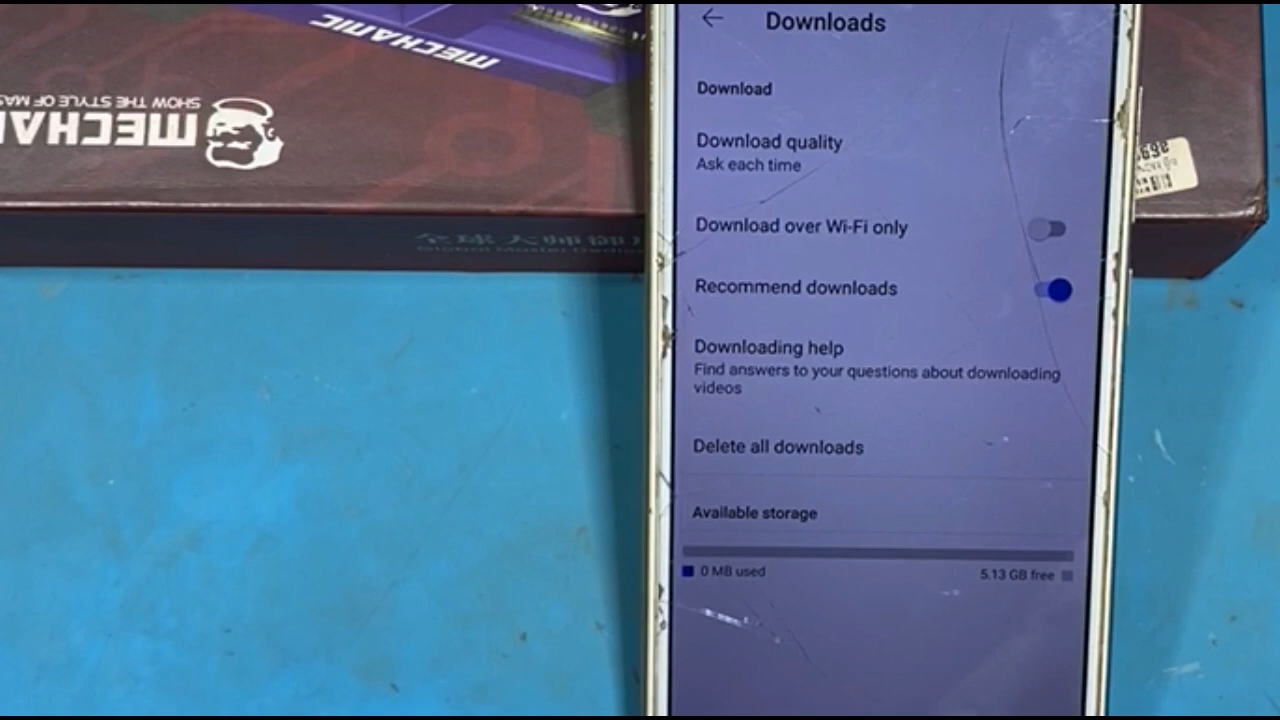 MECHANIC
SHOW THE STYLE OF MAS
MECHAN
Downloads
Download
Download quality
Ask each time
Download over Wi-Fi only
Recommend downloads
Downloading help
Find answers to your questions about downloading
videos
Delete all downloads
Available storage
0 MB used
5.13 GB free